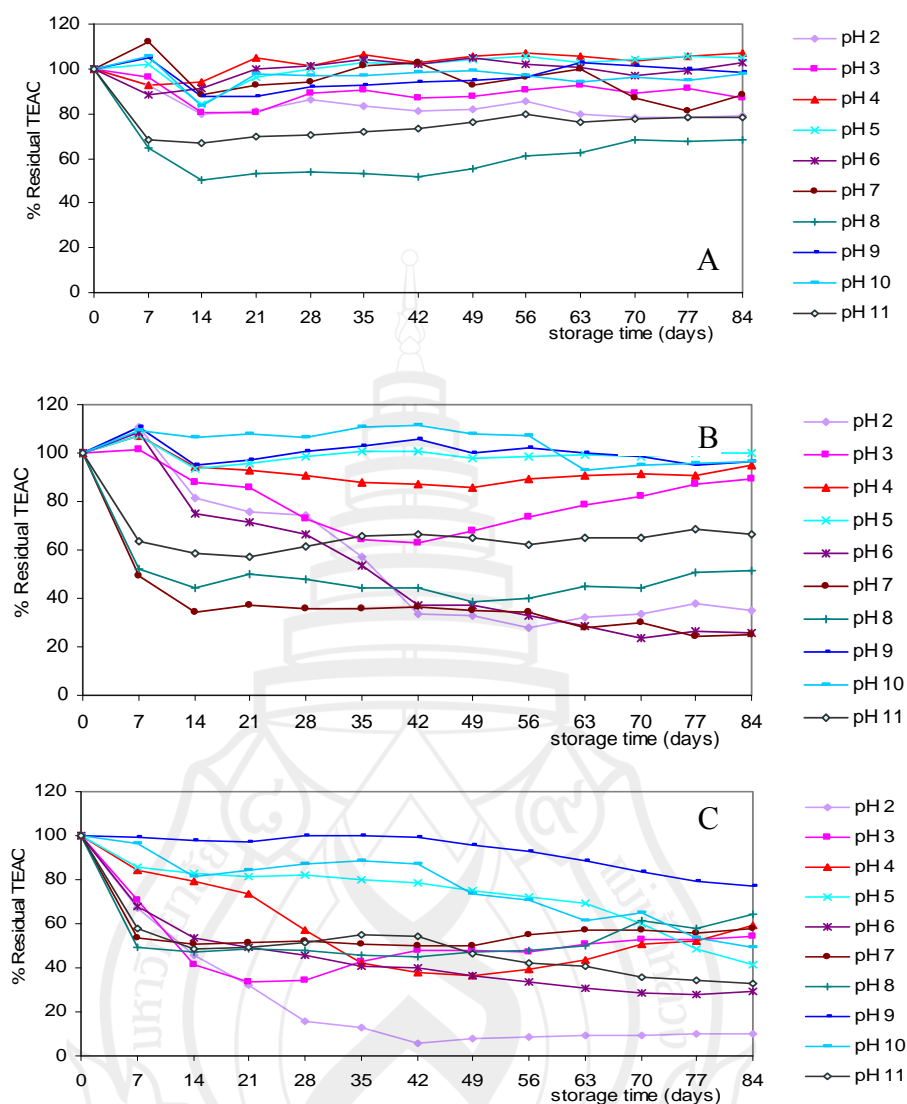 120
100
80
60
40
20
0
% Residual TEAC
0 7 14 21 28 35 42 49 56 63 70 77 84
storage time (days)
A
pH 2
pH 3
pH 4
pH 5
pH 6
pH 7
pH 8
pH 9
pH 10
pH 11
120
100
80
60
40
20
0
% Residual TEAC
0 7 14 21 28 35 42 49 56 63 70 77 84
storage time (days)
B
pH 2
pH 3
pH 4
pH 5
pH 6
pH 7
pH 8
pH 9
pH 10
pH 11
120
100
80
60
40
20
0
% Residual TEAC
0 7 14 21 28 35 42 49 56 63 70 77 84
storage time (days)
C
pH 2
pH 3
pH 4
pH 5
pH 6
pH 7
pH 8
pH 9
pH 10
pH 11